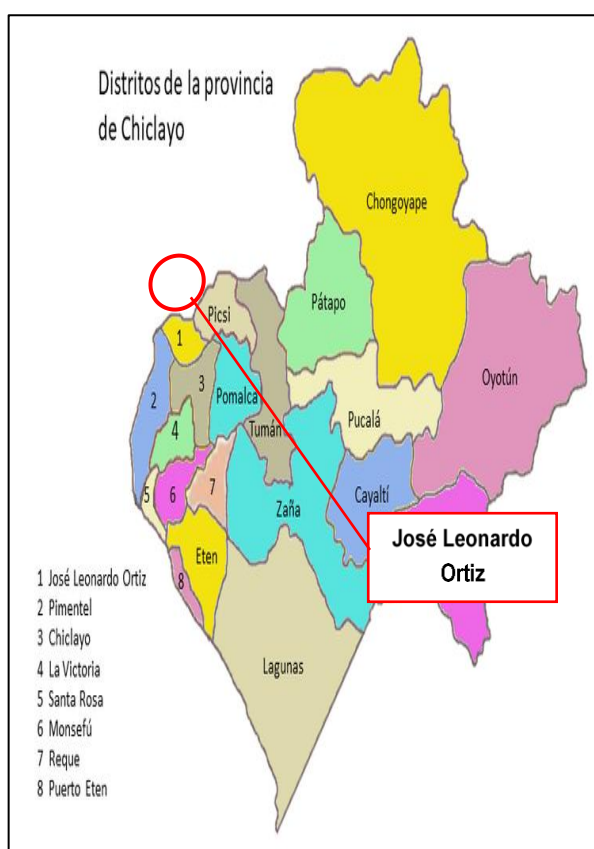 Distritos de la provincia
de Chiclayo
Chongoyape
Picsi
Pátapo
1
Oyotún
2
3
Pomalca
Pucalá
4
Tumán
5
6
7
Cayaltí
Zaña
José Leonardo
Ortiz
Eten
8
Lagunas
1 José Leonardo Ortiz
2 Pimentel
3 Chiclayo
4 La Victoria
5 Santa Rosa
6 Monsefú
7 Reque
8 Puerto Eten